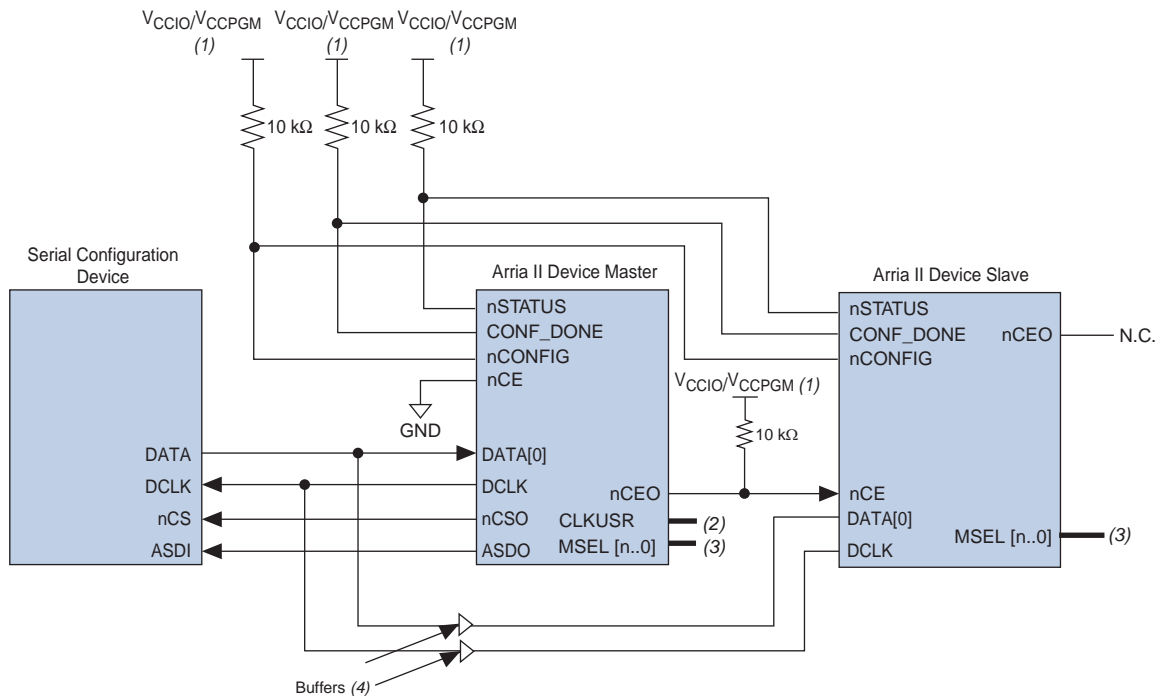 VCCIO/VCCPGM VCCIO/VCCPGM VCCIO/VCCPGM
(1) (1) (1)
10 kΩ 10 kΩ 10 kΩ
Serial Configuration
Device
DATA
DCLK
nCS
ASDI
Arria II Device Master
nSTATUS
CONF_DONE
nCONFIG
nCE
GND
DATA[0]
DCLK
nCSO
ASDO
nCEO
CLKUSR (2)
MSEL [n..0] (3)
VCCIO/VCCPGM (1)
10 kΩ
Arria II Device Slave
nSTATUS
CONF_DONE
nCONFIG
nCEO N.C.
nCE
DATA[0]
DCLK
MSEL [n..0] (3)
Buffers (4)